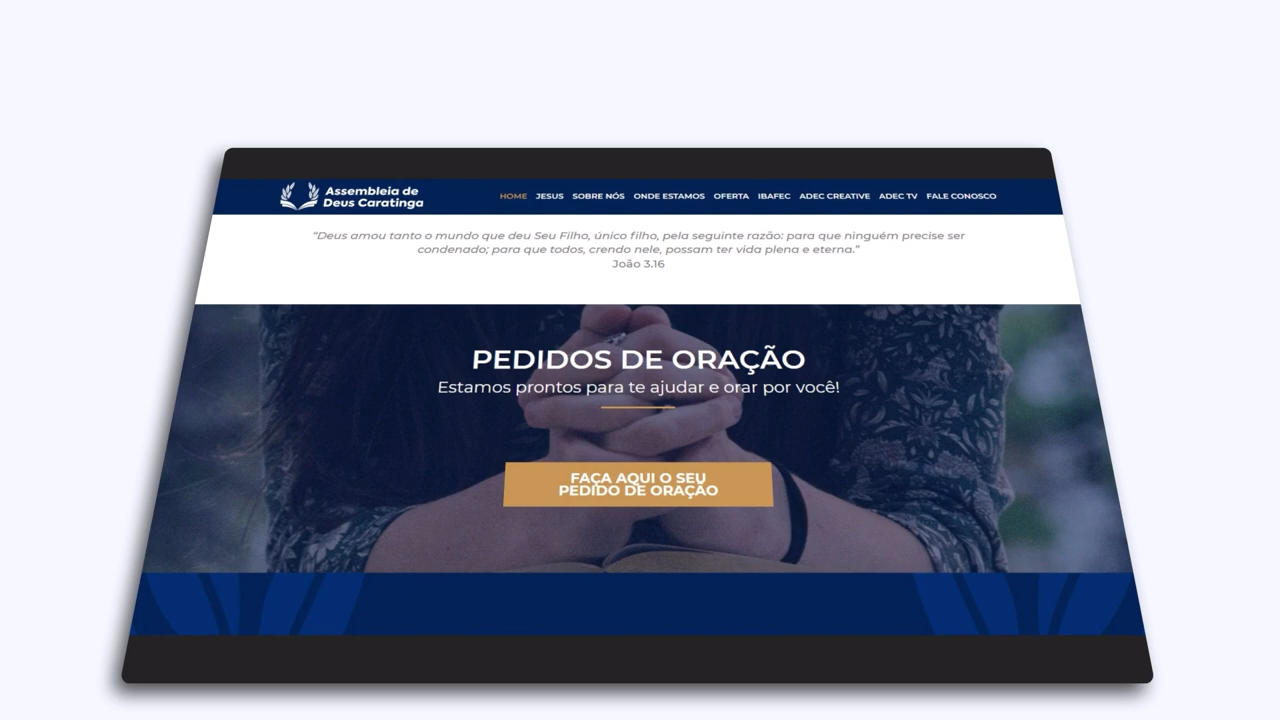 Assembleia de
Deus Caratinga
HOME JESUS SOBRE NÓS ONDE ESTAMOS OFERTA IBAFEC ADEC CREATIVE ADEC TV FALE CONOSCO
“Deus amou tanto o mundo que deu Seu Filho, único filho, pela seguinte razão: para que ninguém precise ser
condenado; para que todos, crendo nele, possam ter vida plena e eterna.”
João 3.16
PEDIDOS DE ORAÇÃO
Estamos prontos para te ajudar e orar por você!
FAÇA AQUI O SEU
PEDIDO DE ORAÇÃO